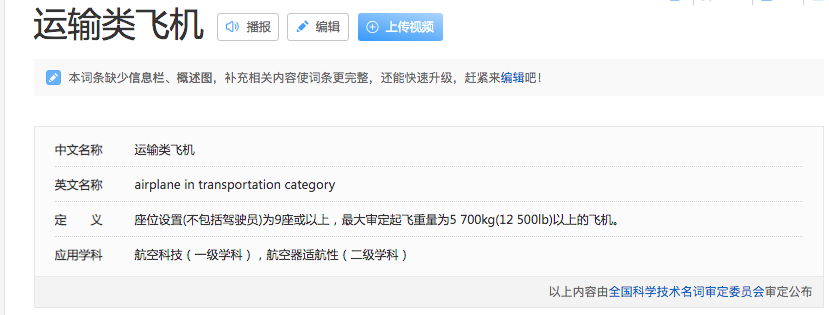 运输类飞机 播报 编辑 上传视频
本词条缺少信息栏、概述图，补充相关内容使词条更完整，还能快速升级，赶紧来编辑吧！
中文名称 运输类飞机
英文名称 airplane in transportation category
定 义 座位设置(不包括驾驶员)为9座或以上，最大审定起飞重量为5 700kg(12 500lb)以上的飞机。
应用学科 航空科技（一级学科），航空器适航性（二级学科）
以上内容由全国科学技术名词审定委员会审定公布